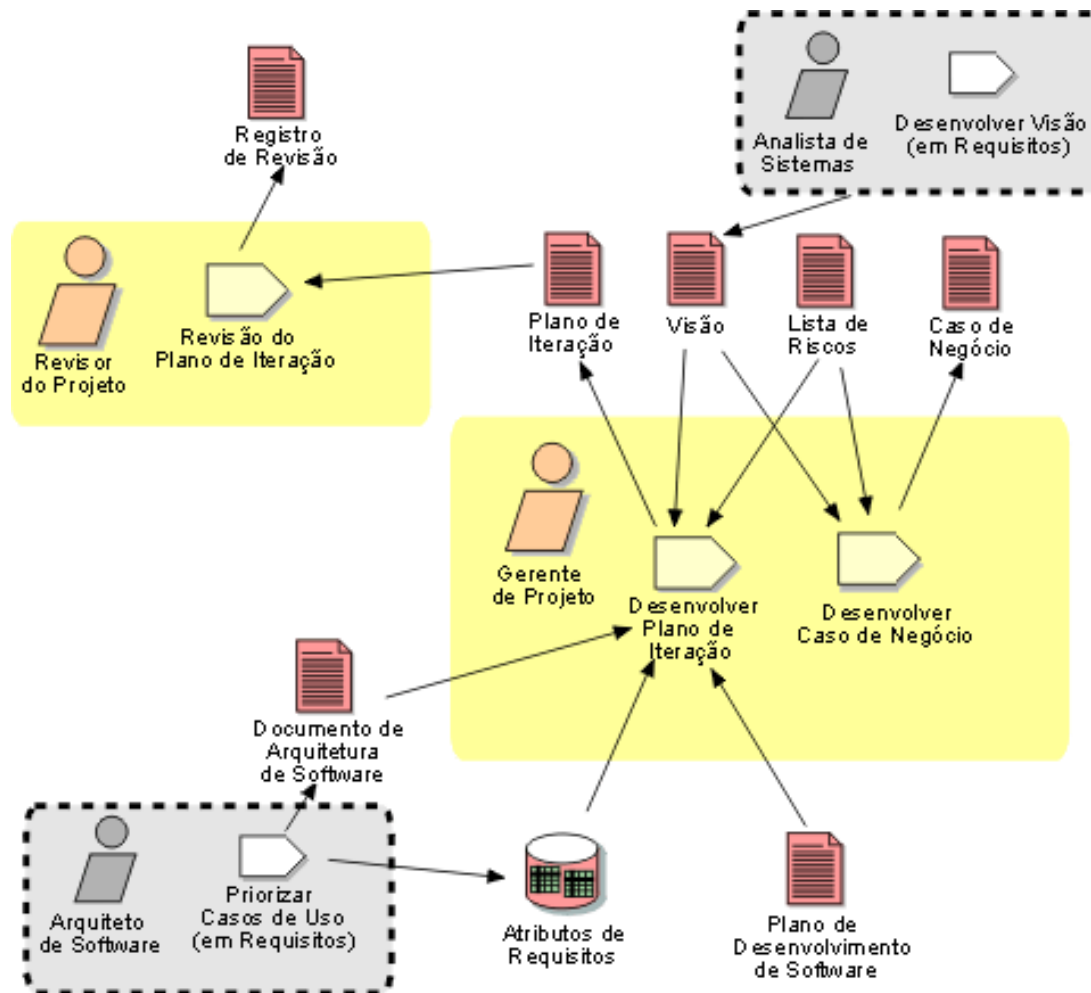 Analista de
Sistemas
Desenvolver Visão
(em Requisitos)
Registro
de Revisão
Revisor
do Projeto
Revisão do
Plano de Iteração
Plano de
Iteração
Visão
Lista de
Riscos
Caso de
Negócio
Gerente
de Projeto
Desenvolver
Plano de
Iteração
Desenvolver
Caso de Negócio
Documento de
Arquitetura
de Software
Arquiteto
de Software
Priorizar
Casos de Uso
(em Requisitos)
Atributos de
Requisitos
Plano de
Desenvolvimento
de Software